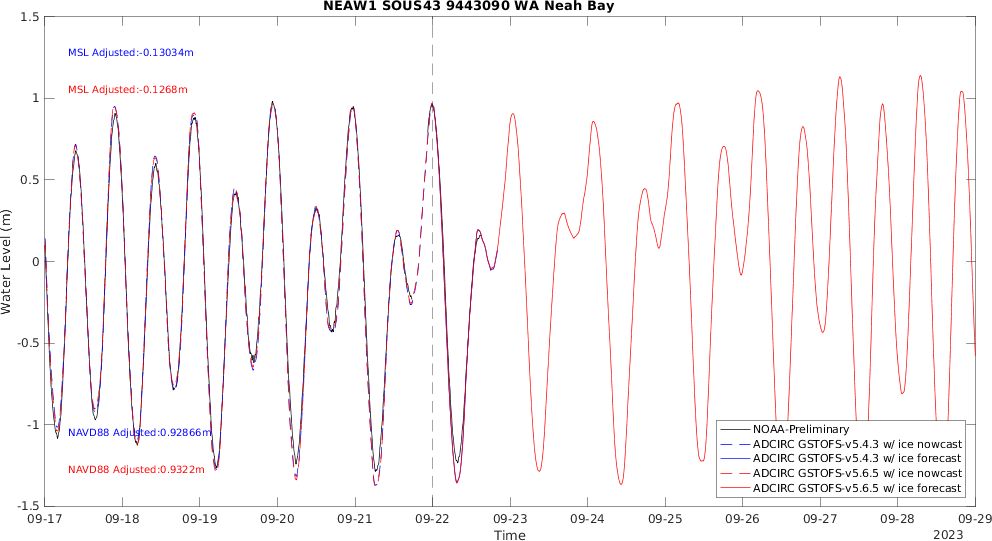 NEAW1 SOUS43 9443090 WA Neah Bay
1.5
MSL Adjusted:-0.13034m
MSL Adjusted:-0.1268m
1
0.5
0
-0.5
-1
-1.5
Water Level (m)
NAVD88 Adjusted:0.92866m
NAVD88 Adjusted:0.9322m
NOAA-Preliminary
ADCIRC GSTOFS-v5.4.3 w/ ice nowcast
ADCIRC GSTOFS-v5.4.3 w/ ice forecast
ADCIRC GSTOFS-v5.6.5 w/ ice nowcast
ADCIRC GSTOFS-v5.6.5 w/ ice forecast
09-17 09-18 09-19 09-20 09-21 09-22 09-23 09-24 09-25 09-26 09-27 09-28 09-29
Time
2023